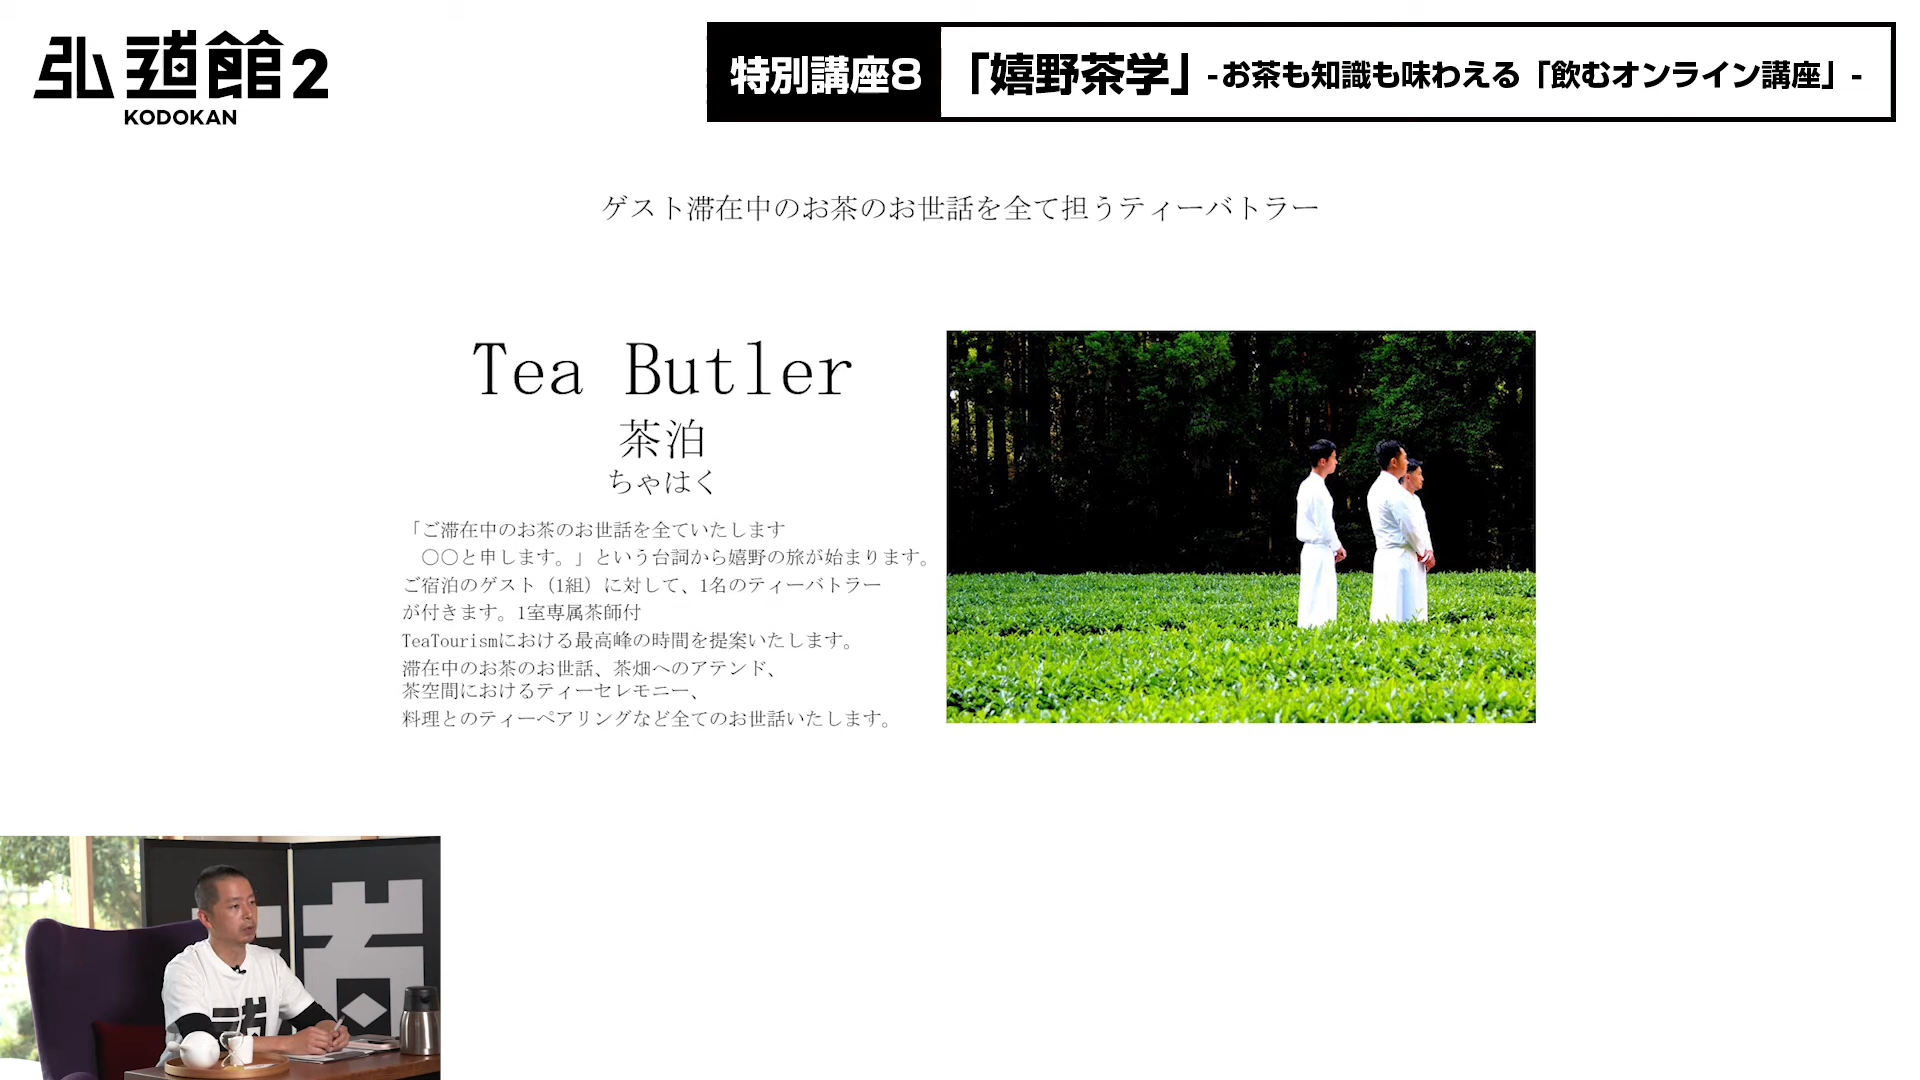 弘道館2
KODOKAN
特別講座8
「嬉野茶学」-お茶も知識も味わえる「飲むオンライン講座」-
ゲスト滞在中のお茶のお世話を全て担うティーバトラー
Tea Butler
茶泊
ちゃはく
「ご滞在中のお茶のお世話を全ていたします
〇〇と申します。」という台詞から嬉野の旅が始まります。
ご宿泊のゲスト（1組）に対して、1名のティーバトラー
が付きます。1室専属茶師付
TeaTourismにおける最高峰の時間を提案いたします。
滞在中のお茶のお世話、茶畑へのアテンド、
茶空間におけるティーセレモニー、
料理とのティーペアリングなど全てのお世話いたします。